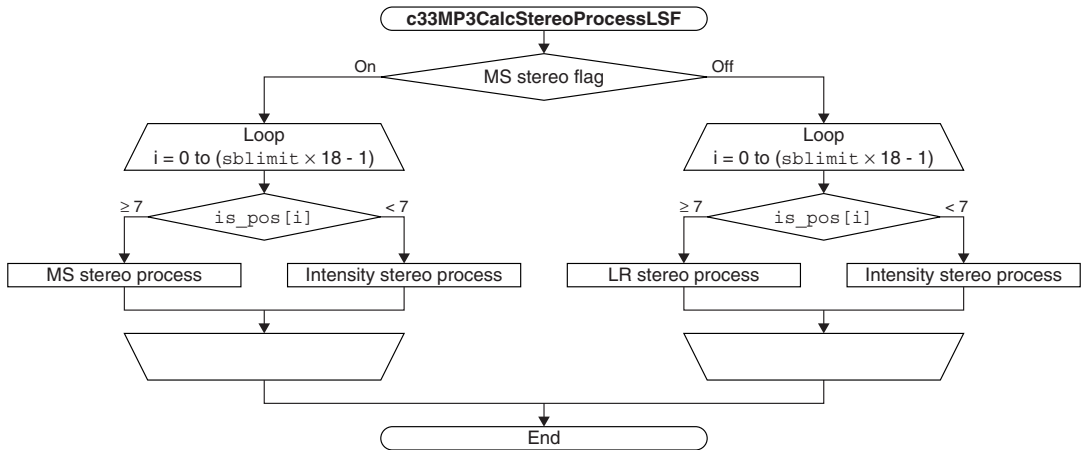 c33MP3CalcStereoProcessLSF
On
MS stereo flag
Off
Loop
i = 0 to (sblimit × 18 - 1)
≥ 7
is_pos[i]
< 7
MS stereo process
Intensity stereo process
Loop
i = 0 to (sblimit × 18 - 1)
≥ 7
is_pos[i]
< 7
LR stereo process
Intensity stereo process
End